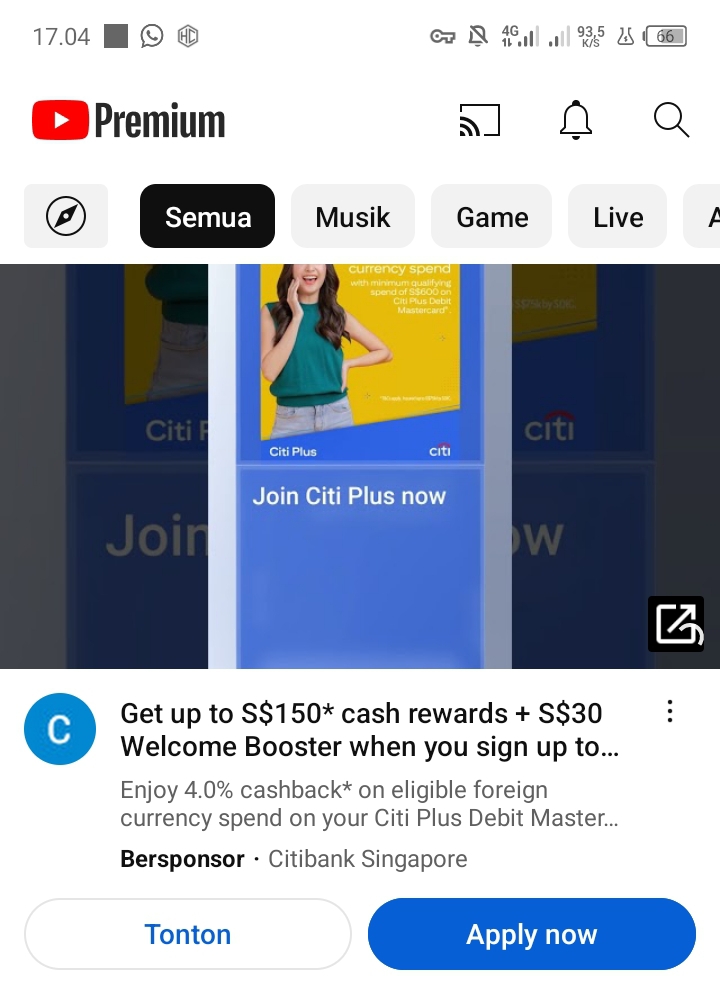 17.04
4G
93,5
K/S
66
Premium
Semua
Musik
Game
Live
currency spend
with minimum qualifying
spend of S$600 on
Citi Plus Debit
Mastercard*.
Citi Plus
citi
Citi
citi
Join Citi Plus now
Join
ow
C
Get up to S$150* cash rewards + S$30
Welcome Booster when you sign up to...
Enjoy 4.0% cashback* on eligible foreign
currency spend on your Citi Plus Debit Master...
Bersponsor · Citibank Singapore
Tonton
Apply now